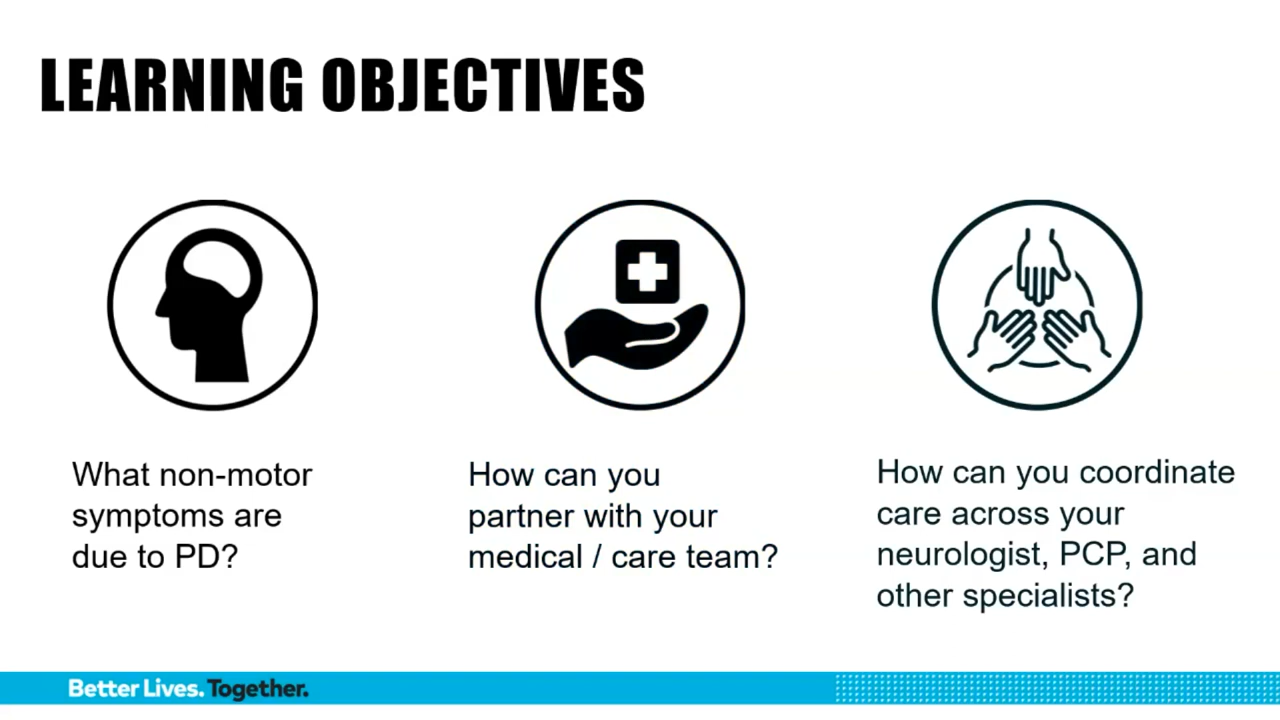 LEARNING OBJECTIVES
What non-motor
symptoms are
due to PD?
How can you
partner with your
medical / care team?
How can you coordinate
care across your
neurologist, PCP, and
other specialists?
Better Lives. Together.